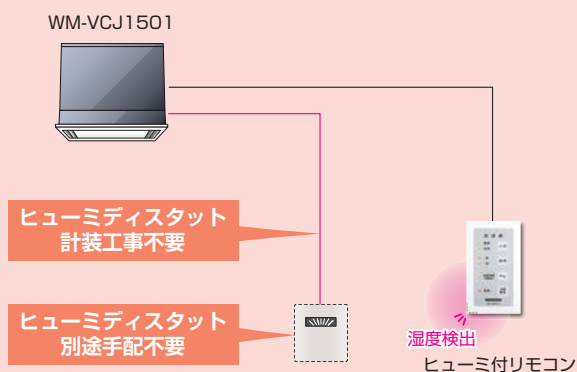 WM-VCJ1501
ヒューミディスタット
計装工事不要
ヒューミディスタット
別途手配不要
湿度検出
ヒューミ付リモコン